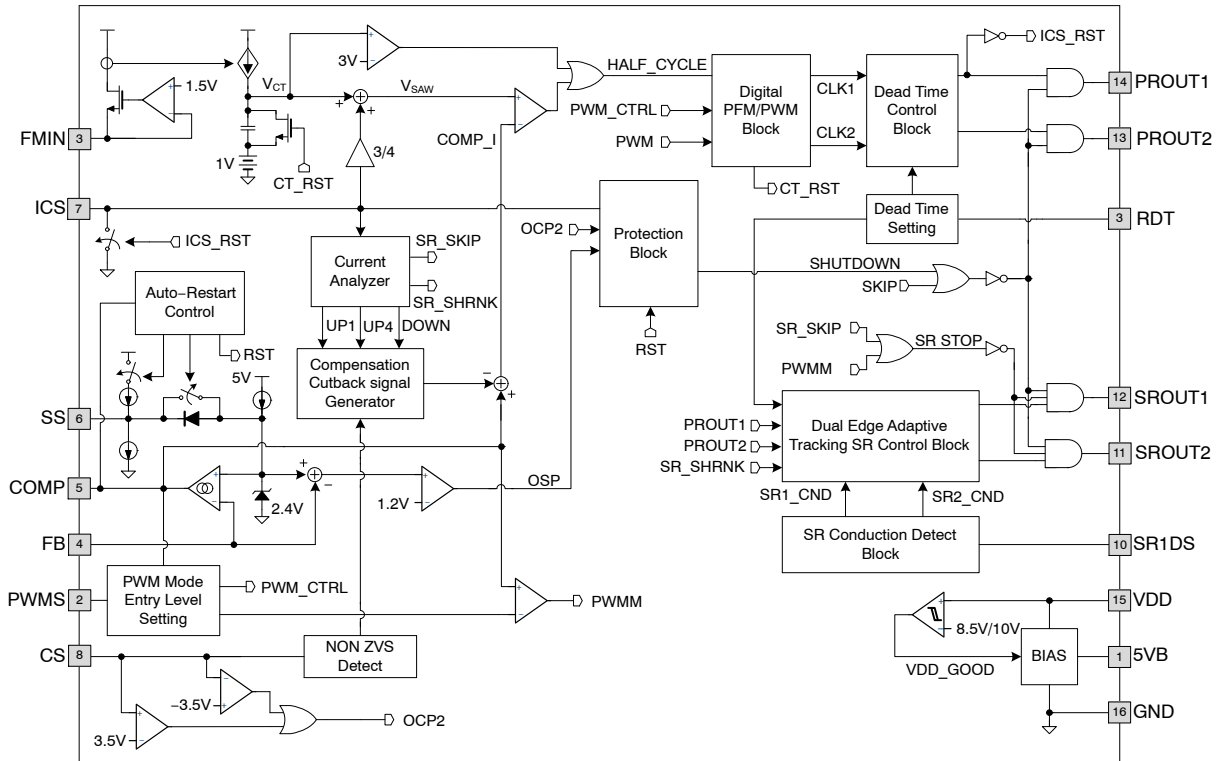 ICS_RST
1.5V
3V
V_CT
V_SAW
HALF_CYCLE
PWM_CTRL
PWM
Digital
PFM/PWM
Block
CLK1
CLK2
CT_RST
Dead Time
Control
Block
14 PROUT1
13 PROUT2
FMIN 3
1V
CT_RST
3/4
COMP_I
ICS 7
ICS_RST
Dead Time
Setting
3 RDT
OCP2
Protection
Block
RST
Current
Analyzer
SR_SKIP
SR_SHRNK
UP1
UP4
DOWN
SHUTDOWN
SKIP
Auto-Restart
Control
RST
5V
Compensation
Cutback signal
Generator
SR_SKIP
PWMM
SR STOP
SS 6
12 SROUT1
PROUT1
PROUT2
SR_SHRNK
Dual Edge Adaptive
Tracking SR Control Block
11 SROUT2
COMP 5
2.4V
1.2V
OSP
SR1_CND
SR2_CND
FB 4
SR Conduction Detect
Block
10 SR1DS
PWMS 2
PWM Mode
Entry Level
Setting
PWM_CTRL
PWMM
15 VDD
8.5V/10V
VDD_GOOD
BIAS
1 5VB
CS 8
NON ZVS
Detect
-3.5V
3.5V
OCP2
16 GND